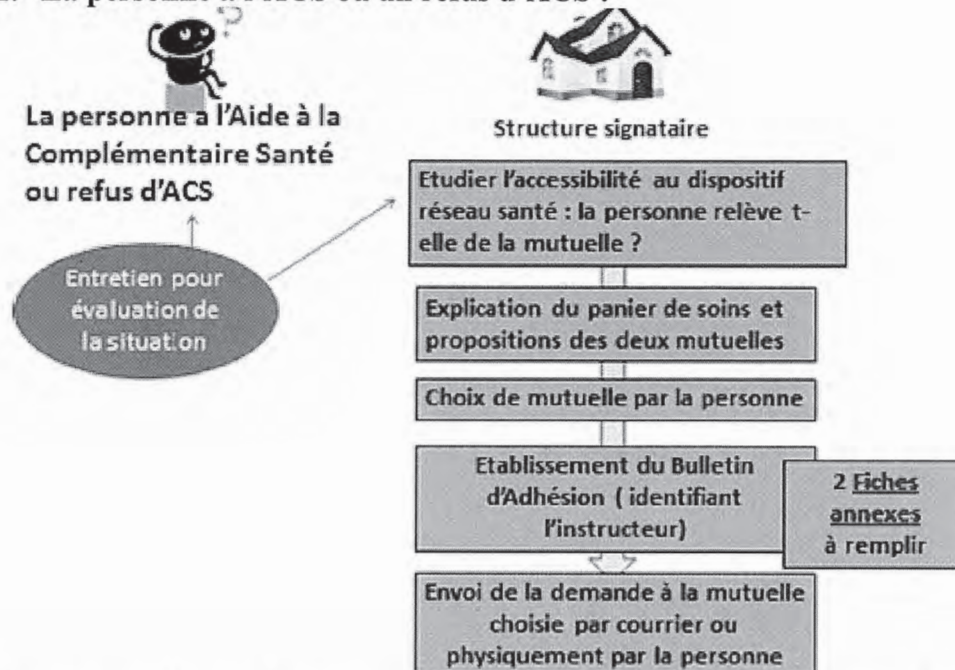 La personne a l'Aide à la
Complémentaire Santé
ou refus d'ACS
Entretien pour
évaluation de
la situation
Structure signataire
Etudier l'accessibilité au dispositif
réseau santé : la personne relève t-
elle de la mutuelle ?
Explication du panier de soins et
propositions des deux mutuelles
Choix de mutuelle par la personne
Etablissement du Bulletin
d'Adhésion ( identifiant
l'instructeur)
2 Fiches
annexes
à remplir
Envoi de la demande à la mutuelle
choisie par courrier ou
physiquement par la personne